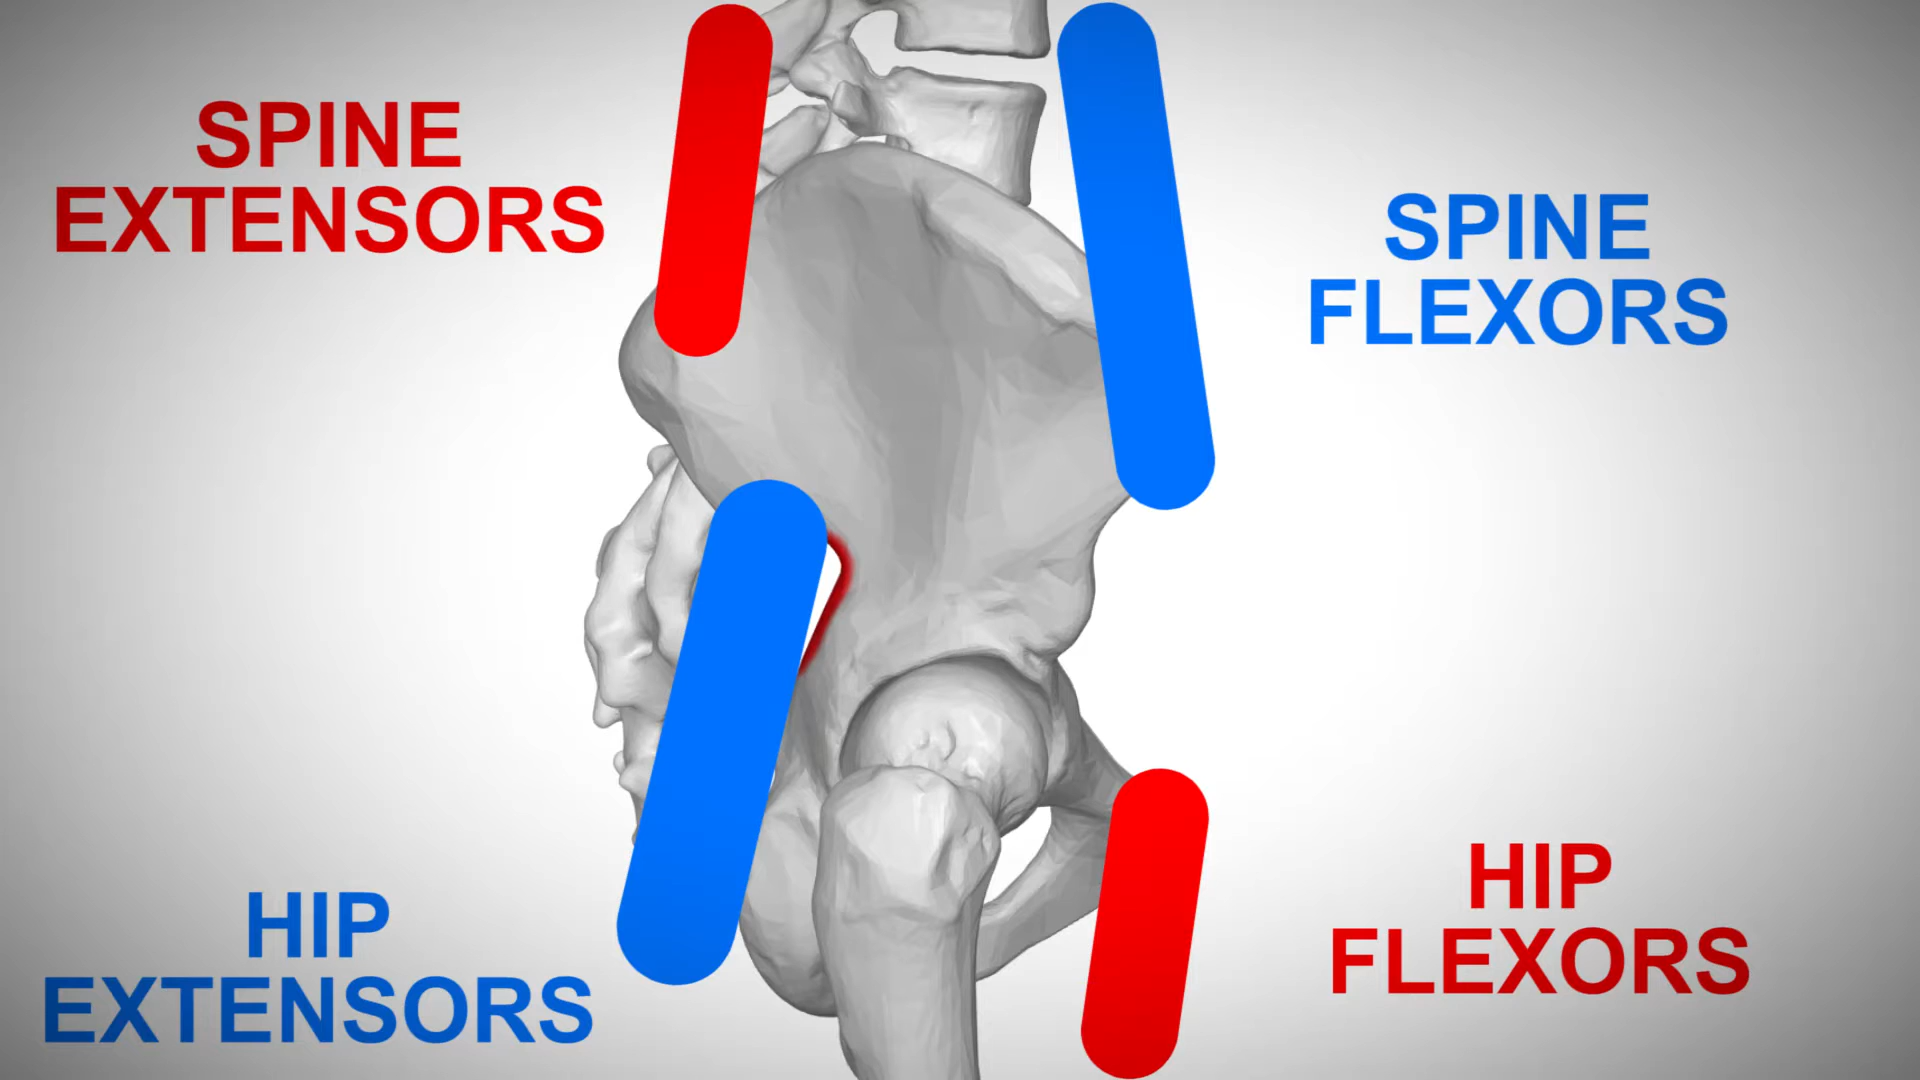 SPINE
EXTENSORS
SPINE
FLEXORS
HIP
EXTENSORS
HIP
FLEXORS